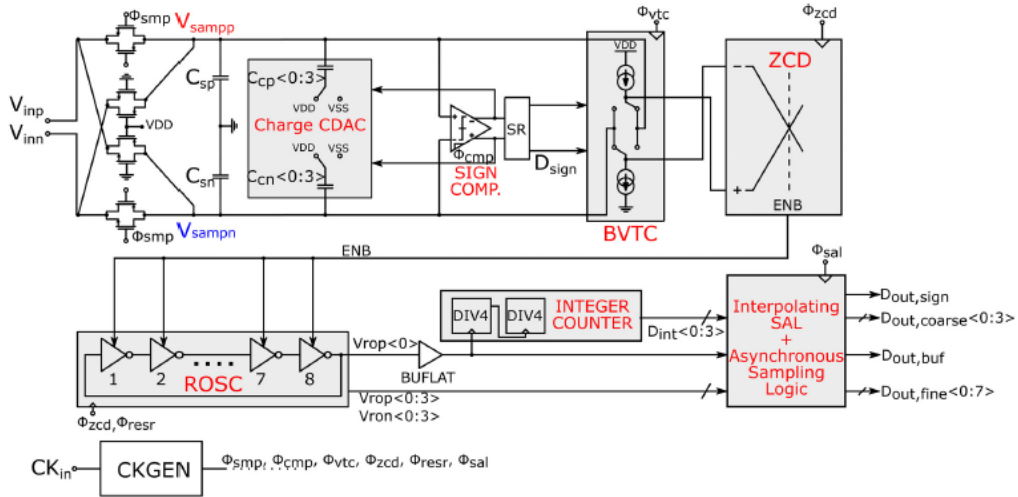 Φsmp
Vsampp
Φvtc
Φzcd
VDD
ZCD
Csp
Ccp<0:3>
VDD
VSS
Charge CDAC
Vinp
Vinn
VDD
SR
VDD
VSS
Φcmp
SIGN
COMP.
Dsign
Csn
Ccn<0:3>
ENB
Φsmp
Vsampn
BVTC
ENB
Φsal
INTEGER
COUNTER
DIV4
DIV4
Interpolating
SAL
+
Asynchronous
Sampling
Logic
Dout,sign
Dout,coarse<0:3>
Dout,buf
Dout,fine<0:7>
Dint<0:3>
Vrop<0>
BUFLAT
1
2
7
8
ROSC
Vrop<0:3>
Vron<0:3>
Φzcd,Φresr
CKin
CKGEN
Φsmp, Φcmp, Φvtc, Φzcd, Φresr, Φsal